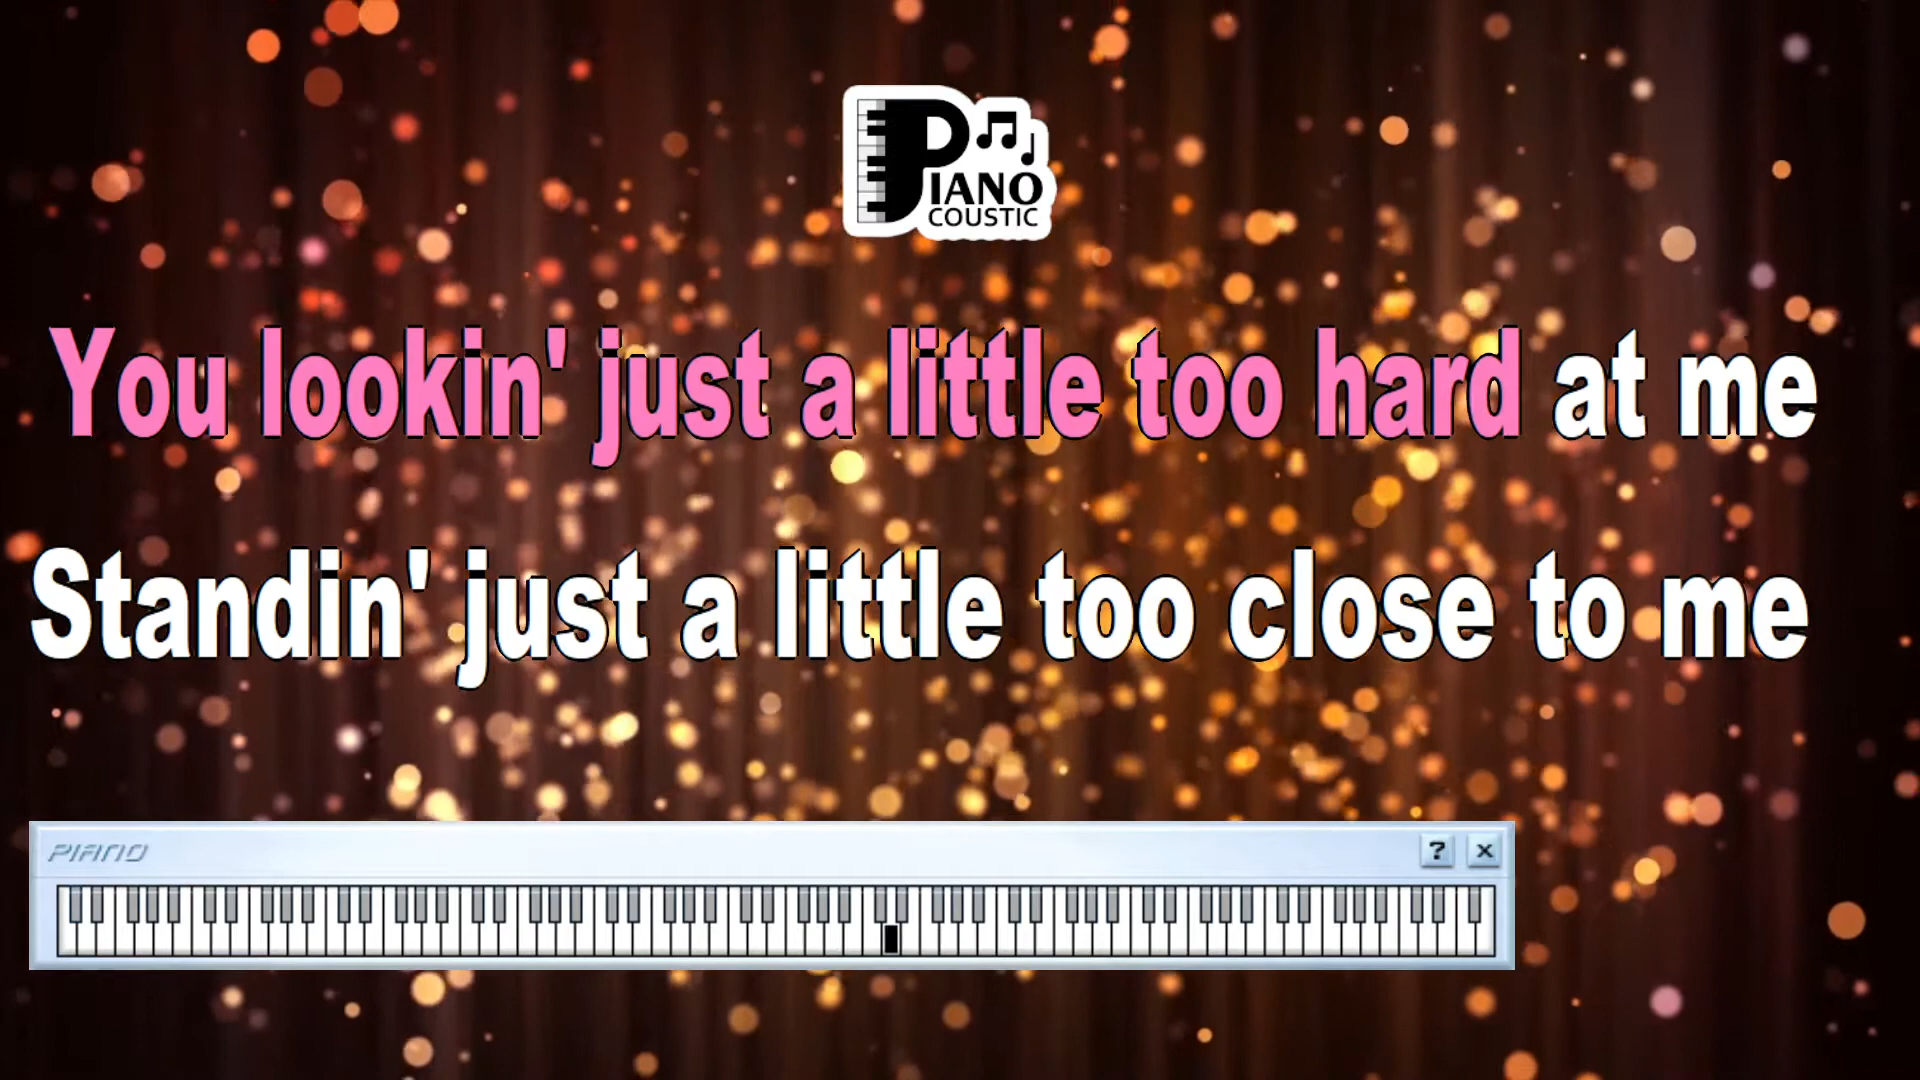 PIANO
COUSTIC
You lookin' just a little too hard at me
Standin' just a little too close to me
PIANO
? x